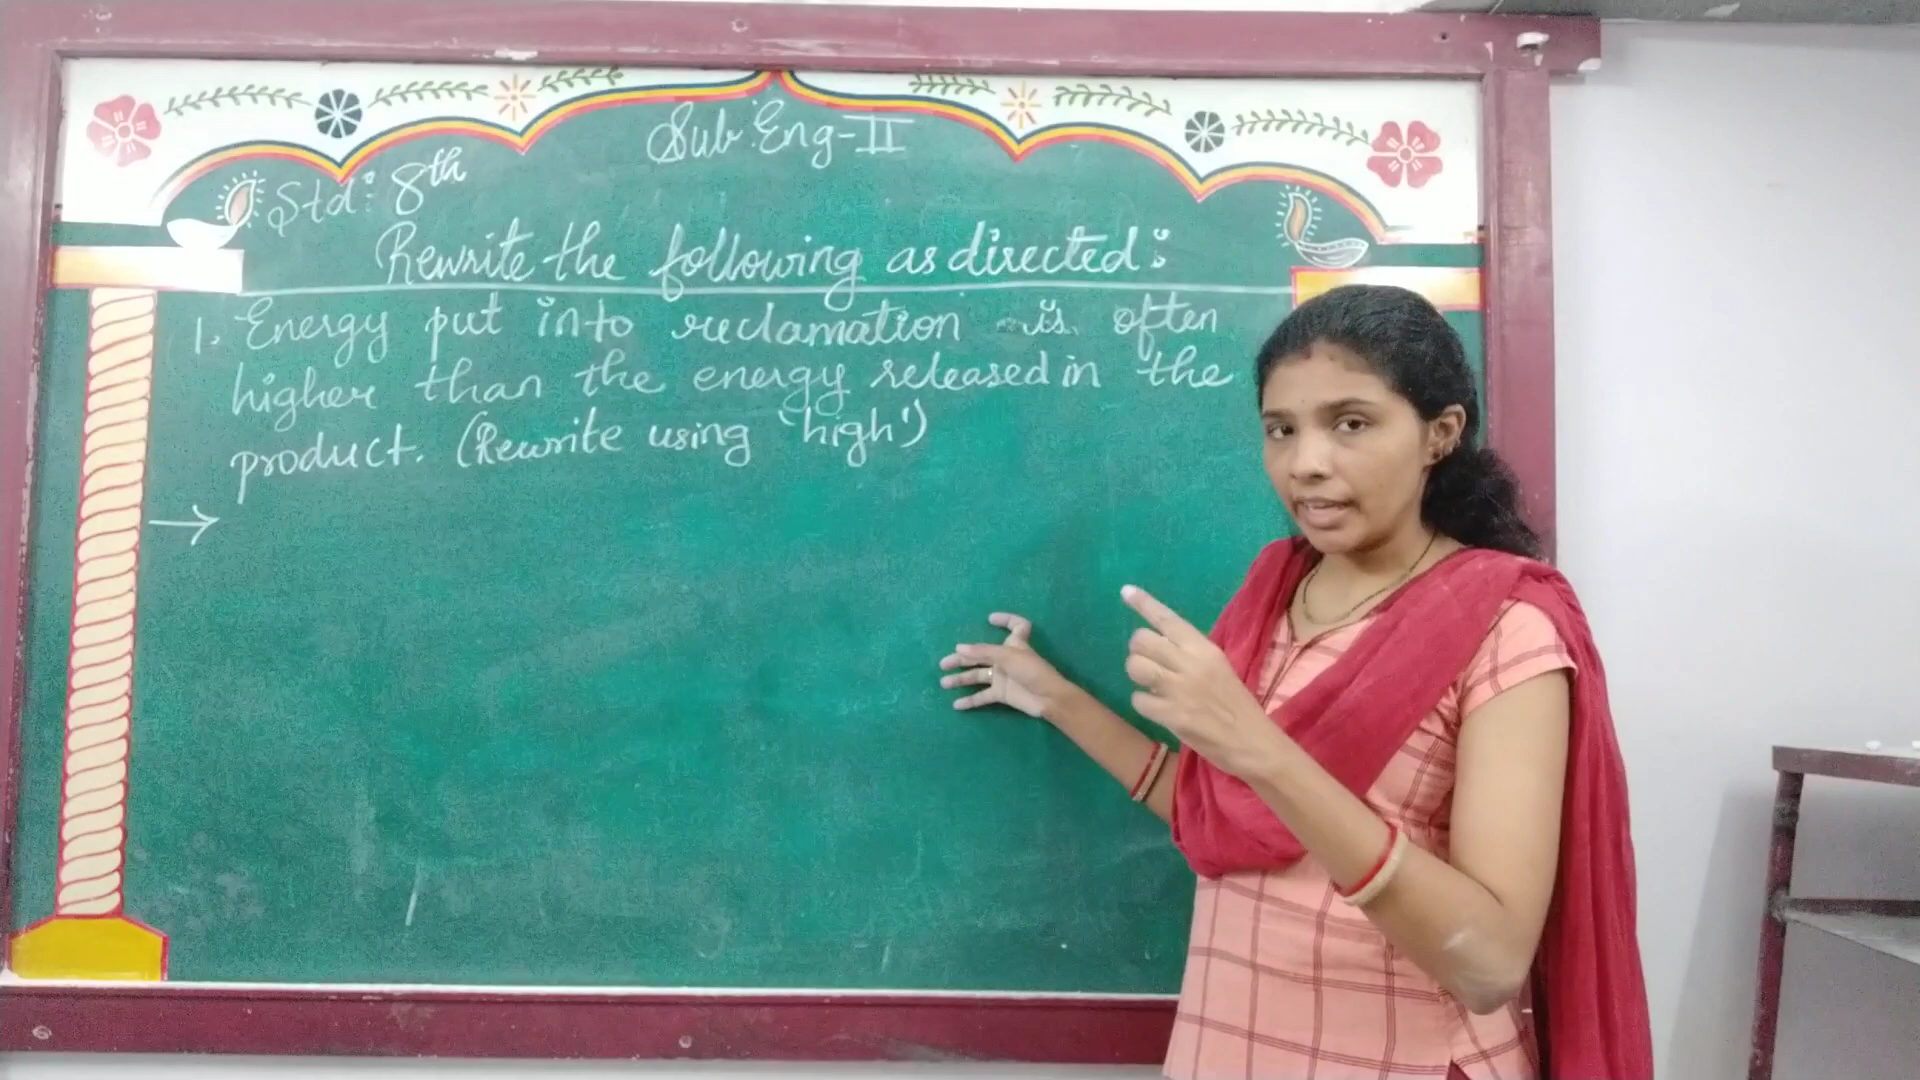 Sub: Eng-II
Std: 8th
Rewrite the following as directed:
1. Energy put into reclamation is often
higher than the energy released in the
product. (Rewrite using 'high')
→